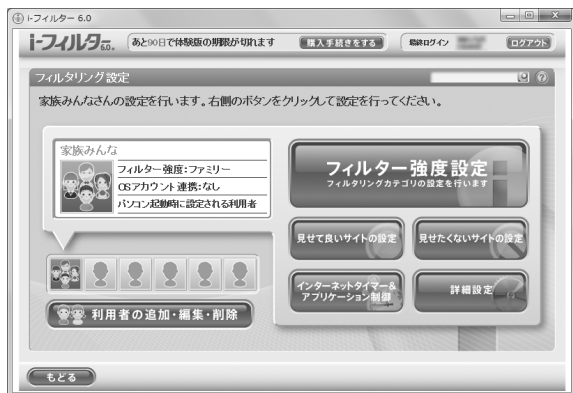 i-フィルター 6.0
i-フィルター 6.0
あと90日で体験版の期限が切れます
購入手続きをする
最終ログイン
ログアウト
フィルタリング設定
家族みんなさんの設定を行います。右側のボタンをクリックして設定を行ってください。
家族みんな
フィルター強度:ファミリー
OSアカウント連携:なし
パソコン起動時に設定される利用者
利用者の追加・編集・削除
フィルター強度設定
フィルタリングカテゴリの設定を行います
見せて良いサイトの設定
見せたくないサイトの設定
インターネットタイマー&
アプリケーション制御
詳細設定
もどる